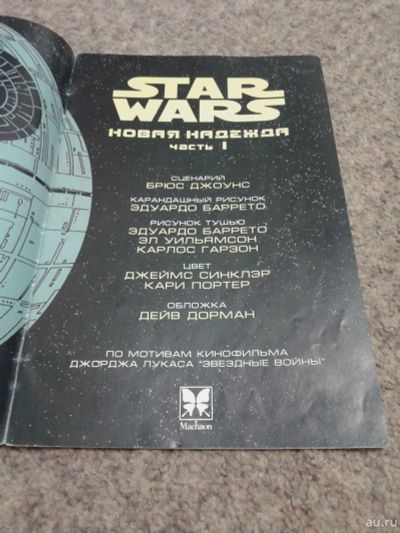 STAR
WARS
НОВАЯ НАДЕЖДА
часть I
СЦЕНАРИЙ
БРЮС ДЖОУНС
КАРАНДАШНЫЙ РИСУНОК
ЭДУАРДО БАРРЕТО
РИСУНОК ТУШЬЮ
ЭДУАРДО БАРРЕТО
ЭЛ УИЛЬЯМСОН
КАРЛОС ГАРЗОН
ЦВЕТ
ДЖЕЙМС СИНКЛЭР
КАРИ ПОРТЕР
ОБЛОЖКА
ДЕЙВ ДОРМАН
ПО МОТИВАМ КИНОФИЛЬМА
ДЖОРДЖА ЛУКАСА "ЗВЕЗДНЫЕ ВОЙНЫ"
Machaon
au.ru